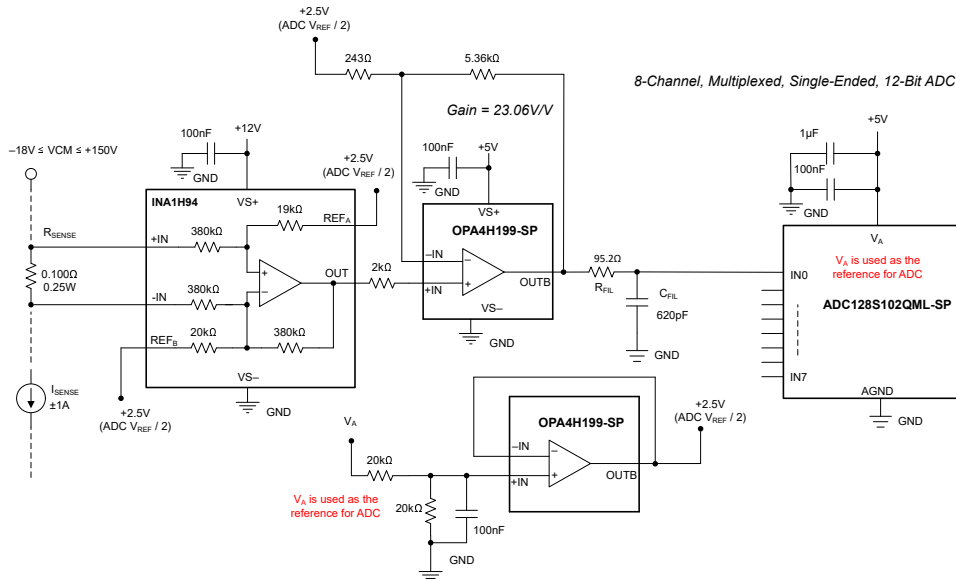 +2.5V
(ADC VREF / 2)
243Ω
5.36kΩ
8-Channel, Multiplexed, Single-Ended, 12-Bit ADC
Gain = 23.06V/V
–18V ≤ VCM ≤ +150V
100nF
+12V
GND
+2.5V
(ADC VREF / 2)
100nF
+5V
GND
1µF
+5V
100nF
GND
INA1H94
VS+
19kΩ
REFA
RSENSE
+IN
380kΩ
0.100Ω
0.25W
-IN
380kΩ
OUT
2kΩ
REFB
20kΩ
380kΩ
VS–
GND
+2.5V
(ADC VREF / 2)
ISENSE
±1A
VS+
OPA4H199-SP
–IN
+IN
OUTB
VS–
GND
95.2Ω
RFIL
CFIL
620pF
GND
VA
VA is used as the
reference for ADC
IN0
ADC128S102QML-SP
IN7
AGND
GND
VA
20kΩ
VA is used as the
reference for ADC
20kΩ
100nF
GND
OPA4H199-SP
–IN
+IN
OUTB
+2.5V
(ADC VREF / 2)